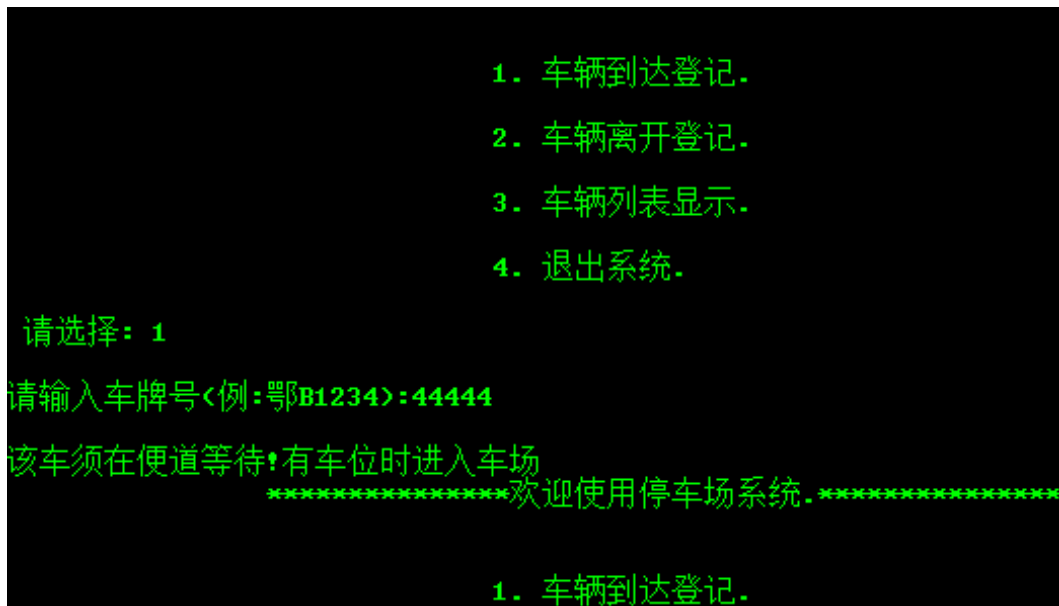 1. 车辆到达登记.
2. 车辆离开登记.
3. 车辆列表显示.
4. 退出系统.
请选择: 1
请输入车牌号(例:鄂B1234):44444
该车须在便道等待!有车位时进入车场
***************欢迎使用停车场系统.***************
1. 车辆到达登记.